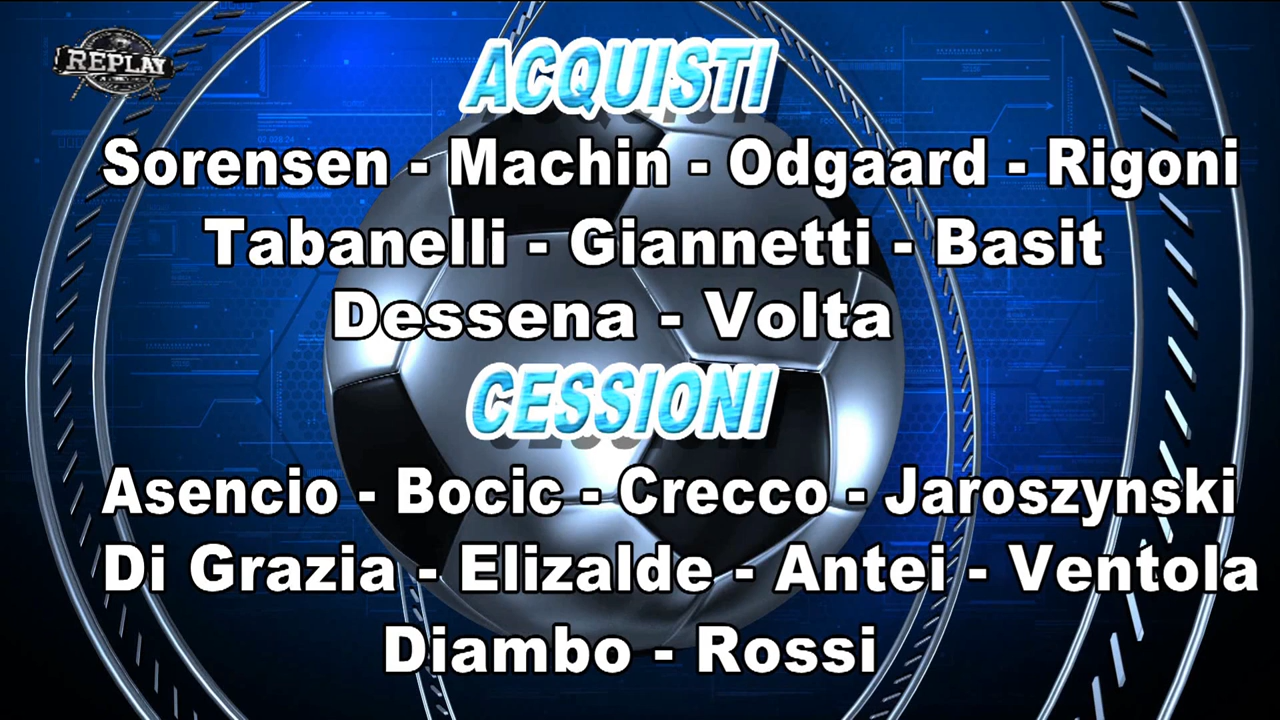 REPLAY
ACQUISTI
Sorensen - Machin - Odgaard - Rigoni
Tabanelli - Giannetti - Basit
Dessena - Volta
CESSIONI
Asencio - Bocic - Crecco - Jaroszynski
Di Grazia - Elizalde - Antei - Ventola
Diambo - Rossi